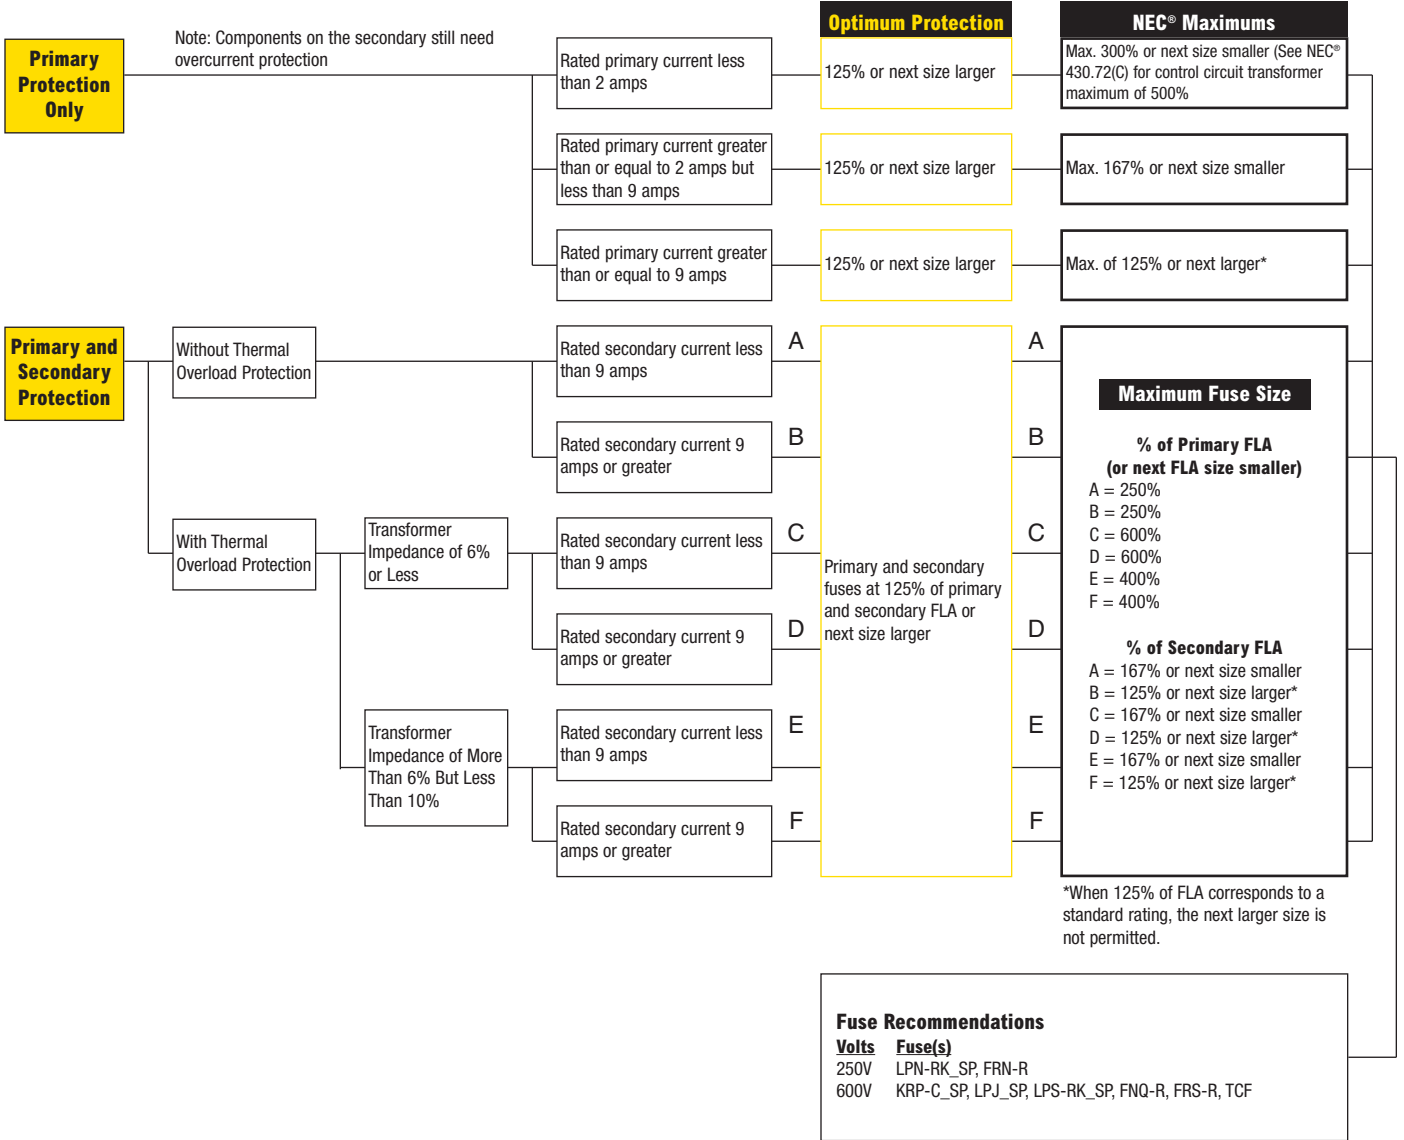 Optimum Protection
NEC® Maximums
Primary
Protection
Only
Note: Components on the secondary still need
overcurrent protection
Rated primary current less
than 2 amps
125% or next size larger
Max. 300% or next size smaller (See NEC®
430.72(C) for control circuit transformer
maximum of 500%
Rated primary current greater
than or equal to 2 amps but
less than 9 amps
125% or next size larger
Max. 167% or next size smaller
Rated primary current greater
than or equal to 9 amps
125% or next size larger
Max. of 125% or next larger*
Primary and
Secondary
Protection
Without Thermal
Overload Protection
Rated secondary current less
than 9 amps
A
A
Rated secondary current 9
amps or greater
B
B
With Thermal
Overload Protection
Transformer
Impedance of 6%
or Less
Rated secondary current less
than 9 amps
C
C
Rated secondary current 9
amps or greater
D
D
Transformer
Impedance of More
Than 6% But Less
Than 10%
Rated secondary current less
than 9 amps
E
E
Rated secondary current 9
amps or greater
F
F
Primary and secondary
fuses at 125% of primary
and secondary FLA or
next size larger
Maximum Fuse Size
% of Primary FLA
(or next FLA size smaller)
A = 250%
B = 250%
C = 600%
D = 600%
E = 400%
F = 400%
% of Secondary FLA
A = 167% or next size smaller
B = 125% or next size larger*
C = 167% or next size smaller
D = 125% or next size larger*
E = 167% or next size smaller
F = 125% or next size larger*
*When 125% of FLA corresponds to a
standard rating, the next larger size is
not permitted.
Fuse Recommendations
Volts Fuse(s)
250V LPN-RK_SP, FRN-R
600V KRP-C_SP, LPJ_SP, LPS-RK_SP, FNQ-R, FRS-R, TCF